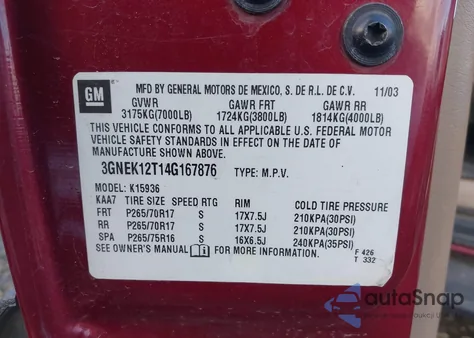 GM
MFD BY GENERAL MOTORS DE MEXICO, S. DE R.L. DE C.V. 11/03
GVWR GAWR FRT GAWR RR
3175KG(7000LB) 1724KG(3800LB) 1814KG(4000LB)
THIS VEHICLE CONFORMS TO ALL APPLICABLE U.S. FEDERAL MOTOR
VEHICLE SAFETY STANDARDS IN EFFECT ON THE DATE OF
MANUFACTURE SHOWN ABOVE.
3GNEK12T14G167876 TYPE: M.P.V.
MODEL: K15936
KAA7 TIRE SIZE SPEED RTG RIM COLD TIRE PRESSURE
FRT P265/70R17 S 17X7.5J 210KPA(30PSI)
RR P265/70R17 S 17X7.5J 210KPA(30PSI)
SPA P265/75R16 S 16X6.5J 240KPA(35PSI)
SEE OWNER'S MANUAL FOR MORE INFORMATION. F 426
T 332
autaSnap